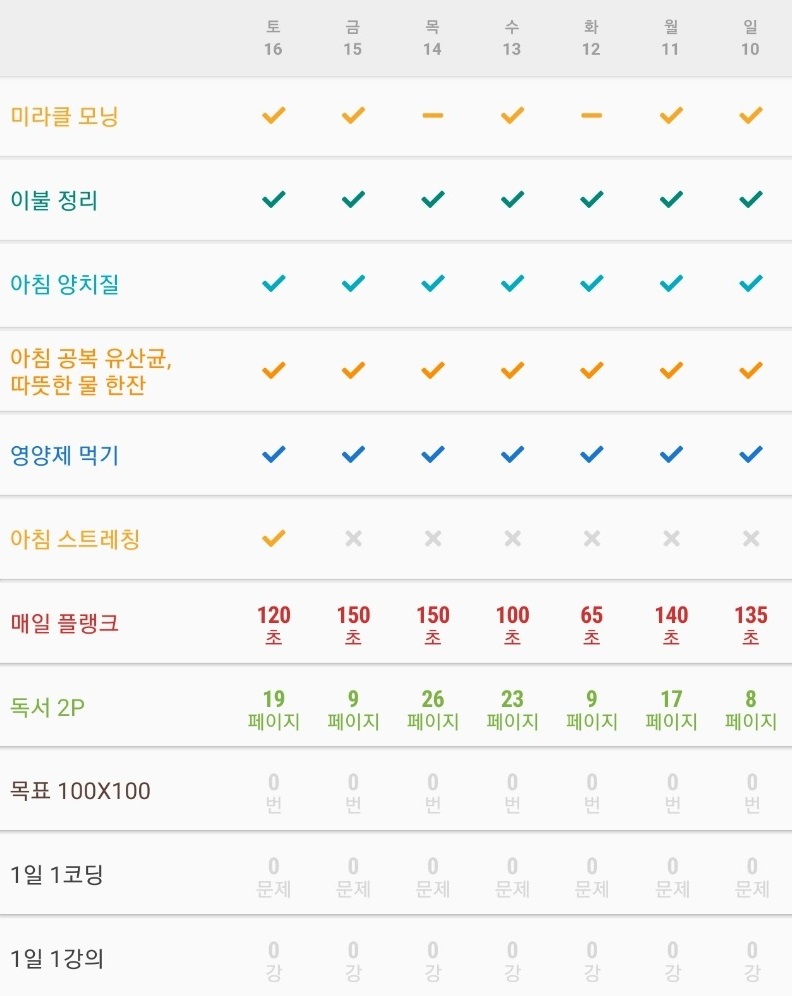 토 금 목 수 화 월 일
16 15 14 13 12 11 10
미라클 모닝
이불 정리
아침 양치질
아침 공복 유산균,
따뜻한 물 한잔
영양제 먹기
아침 스트레칭
매일 플랭크 120 150 150 100 65 140 135
초 초 초 초 초 초 초
독서 2P 19 9 26 23 9 17 8
페이지 페이지 페이지 페이지 페이지 페이지 페이지
목표 100X100 0 0 0 0 0 0 0
번 번 번 번 번 번 번
1일 1코딩 0 0 0 0 0 0 0
문제 문제 문제 문제 문제 문제 문제
1일 1강의 0 0 0 0 0 0 0
강 강 강 강 강 강 강